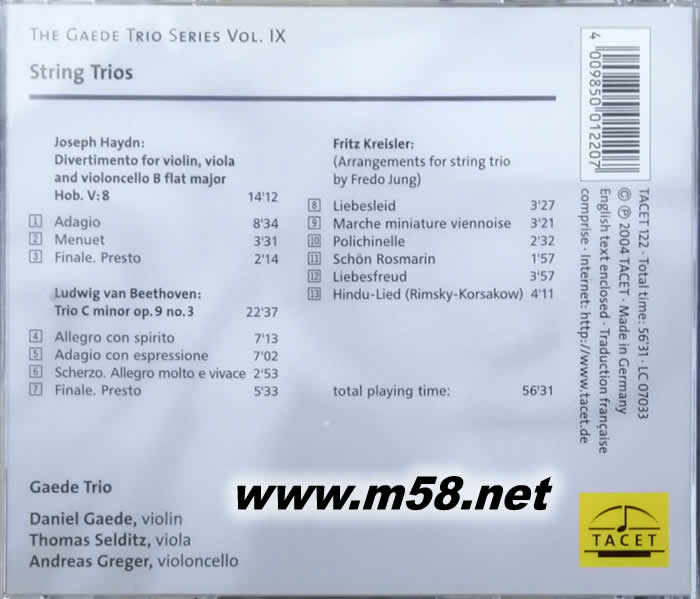 The Gaede Trio Series Vol. IX
String Trios
Joseph Haydn:
Divertimento for violin, viola
and violoncello B flat major
Hob. V: 8 14'12
1 Adagio 8'34
2 Menuet 3'31
3 Finale. Presto 2'14
Ludwig van Beethoven:
Trio C minor op. 9 no. 3 22'37
4 Allegro con spirito 7'13
5 Adagio con espressione 7'02
6 Scherzo. Allegro molto e vivace 2'53
7 Finale. Presto 5'33
Fritz Kreisler:
(Arrangements for string trio
by Fredo Jung)
8 Liebesleid 3'27
9 Marche miniature viennoise 3'21
10 Polichinelle 2'32
11 Schön Rosmarin 1'57
12 Liebesfreud 3'57
13 Hindu-Lied (Rimsky-Korsakow) 4'11
total playing time: 56'31
Gaede Trio
Daniel Gaede, violin
Thomas Selditz, viola
Andreas Greger, violoncello
www.m58.net
4 009850 012207
TACET 122 · Total time: 56'31 · LC 07033
© ℗ 2004 TACET · Made in Germany
English text enclosed · Traduction française
comprise · Internet: http://www.tacet.de
TACET